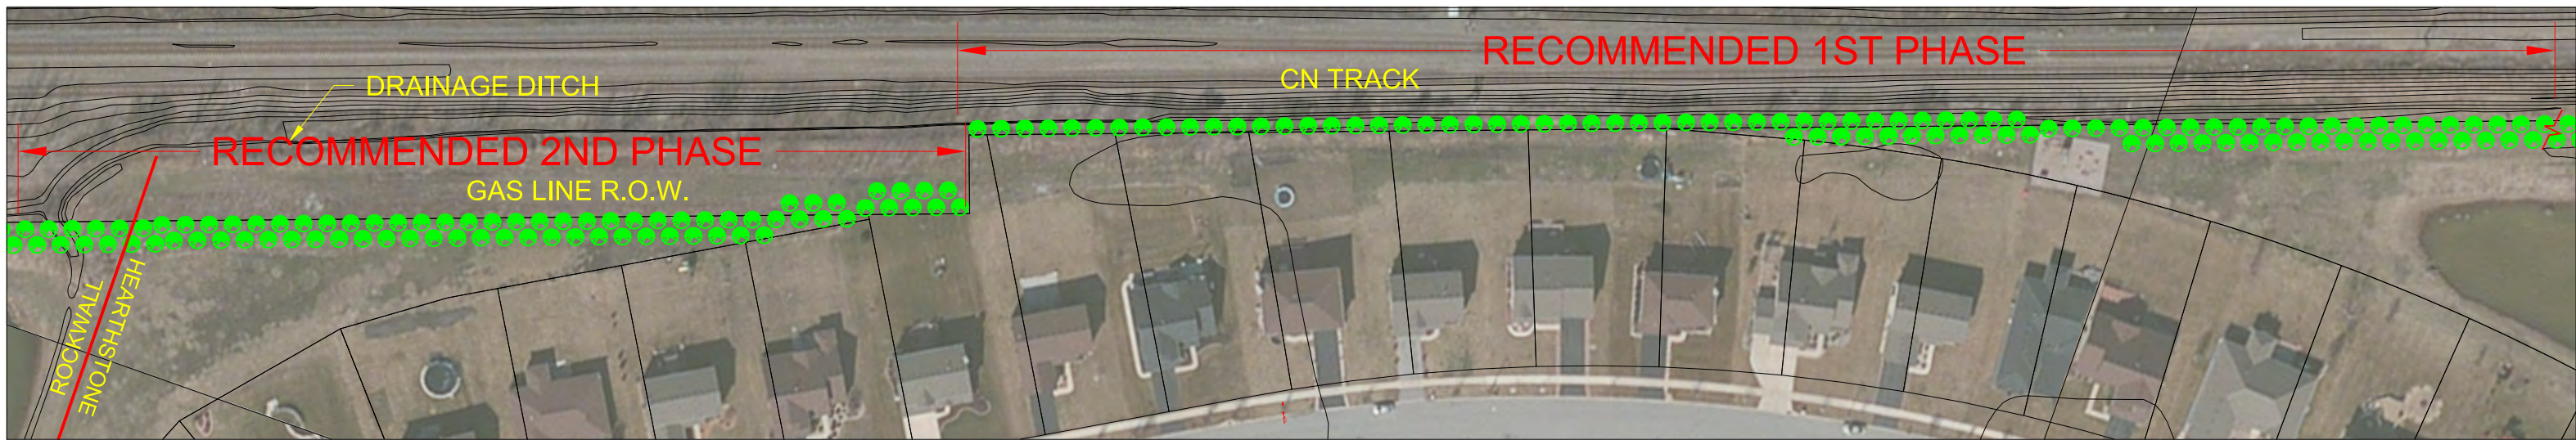 RECOMMENDED 1ST PHASE
CN TRACK
DRAINAGE DITCH
RECOMMENDED 2ND PHASE
GAS LINE R.O.W.
ROCKWALL
HEARTHSTONE